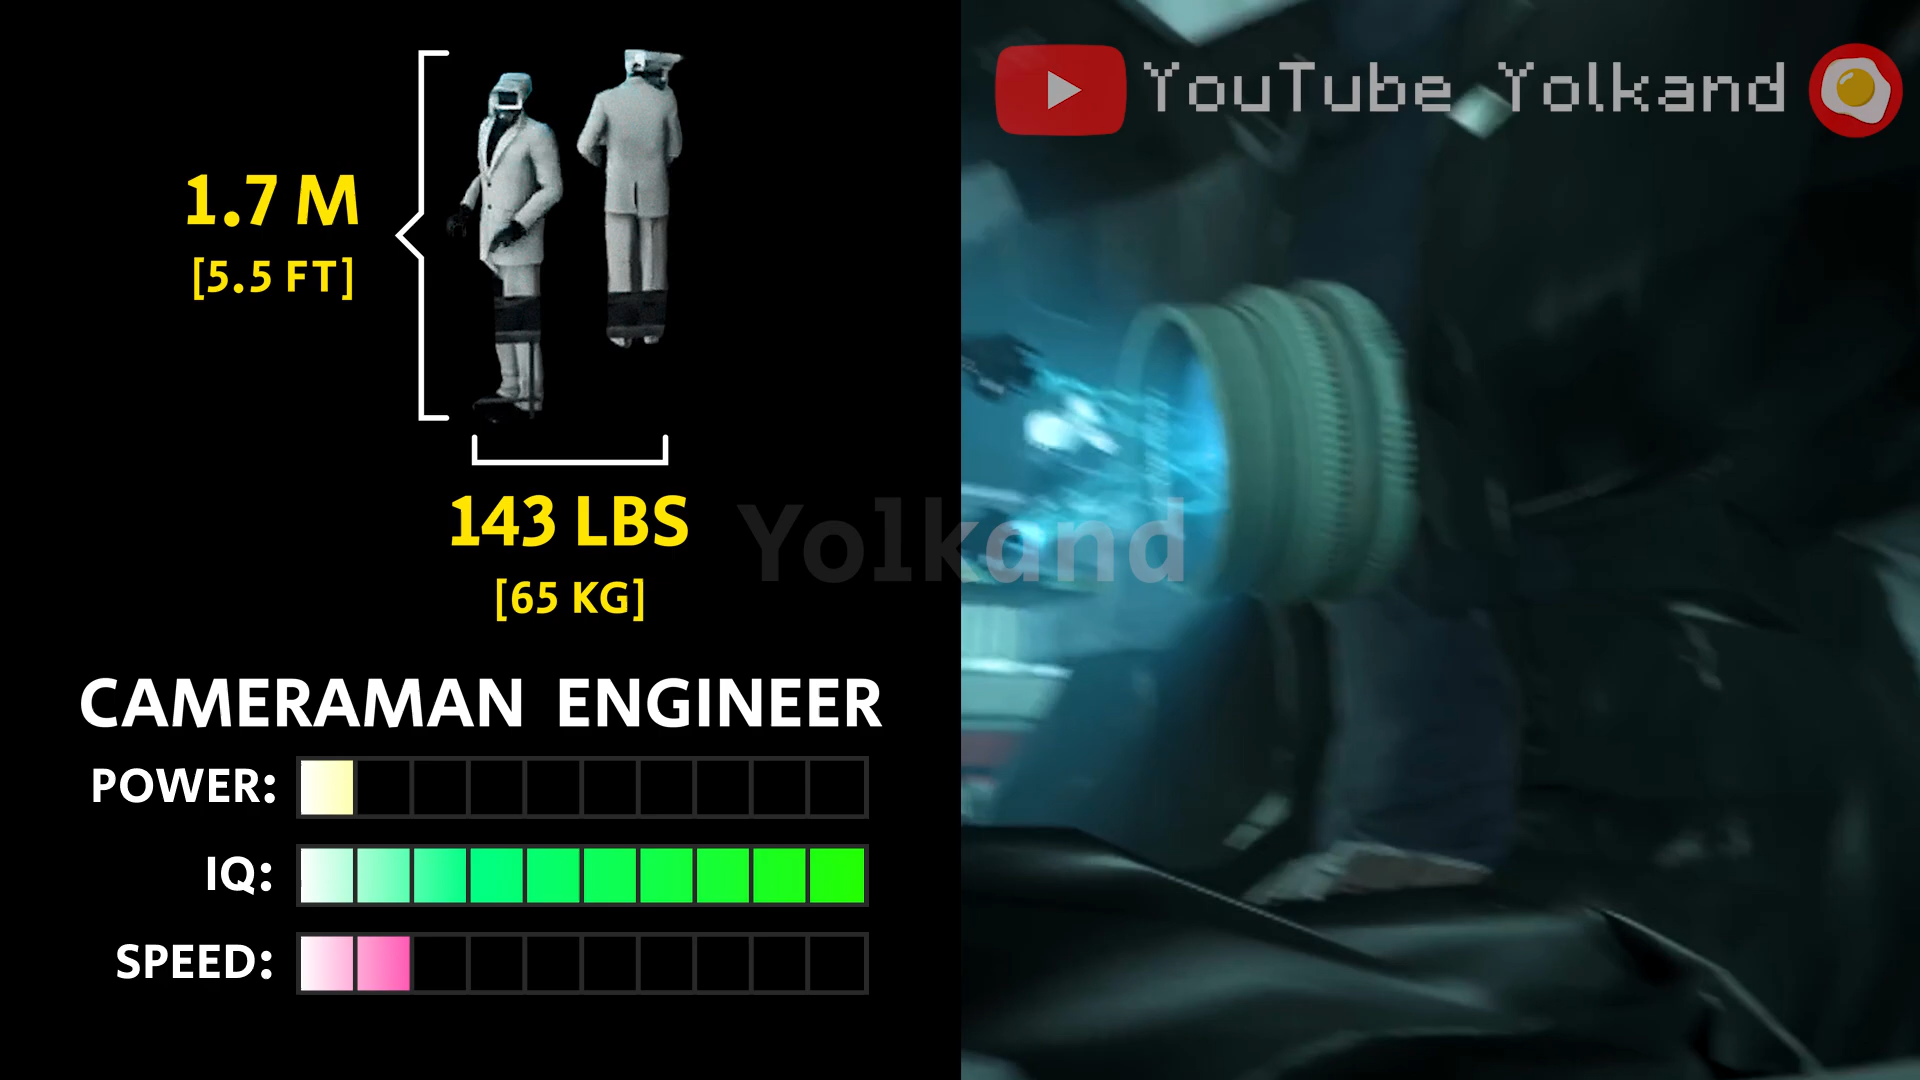 1.7 M
[5.5 FT]
143 LBS
[65 KG]
CAMERAMAN ENGINEER
POWER:
IQ:
SPEED:
YouTube Yolkand
Yolkand